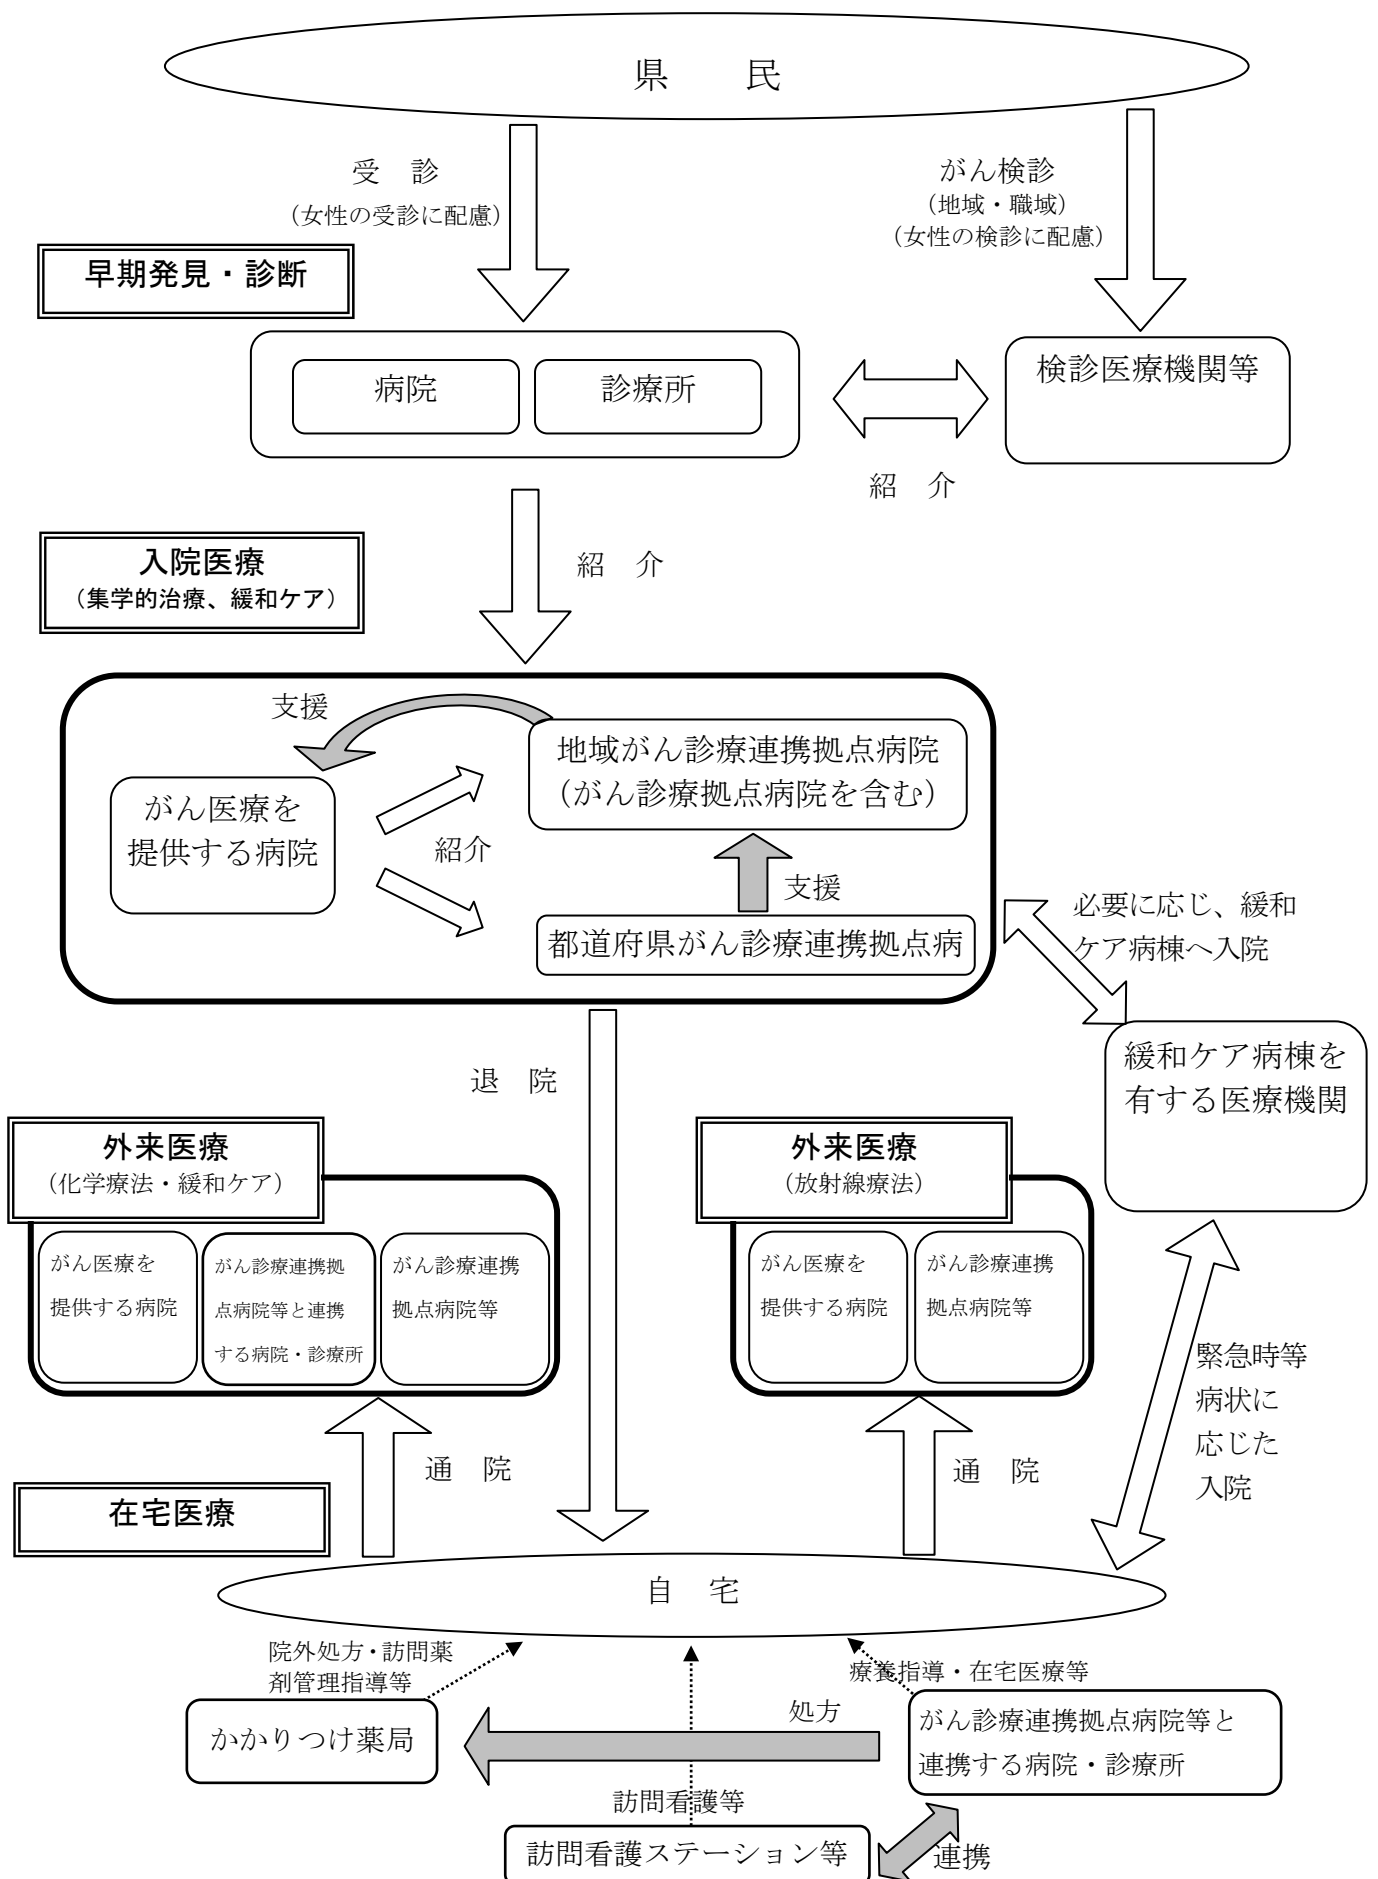 県　　民
受　診
（女性の受診に配慮）
がん検診
（地域・職域）
（女性の検診に配慮）
早期発見・診断
病院
診療所
検診医療機関等
紹　介
入院医療
（集学的治療、緩和ケア）
紹　介
支援
地域がん診療連携拠点病院
（がん診療拠点病院を含む）
がん医療を
提供する病院
紹介
支援
都道府県がん診療連携拠点病
必要に応じ、緩和
ケア病棟へ入院
緩和ケア病棟を
有する医療機関
退　院
外来医療
（化学療法・緩和ケア）
がん医療を
提供する病院
がん診療連携拠
点病院等と連携
する病院・診療所
がん診療連携
拠点病院等
外来医療
（放射線療法）
がん医療を
提供する病院
がん診療連携
拠点病院等
緊急時等
病状に
応じた
入院
通　院
通　院
在宅医療
自　宅
院外処方・訪問薬
剤管理指導等
療養指導・在宅医療等
かかりつけ薬局
処方
がん診療連携拠点病院等と
連携する病院・診療所
訪問看護等
訪問看護ステーション等
連携